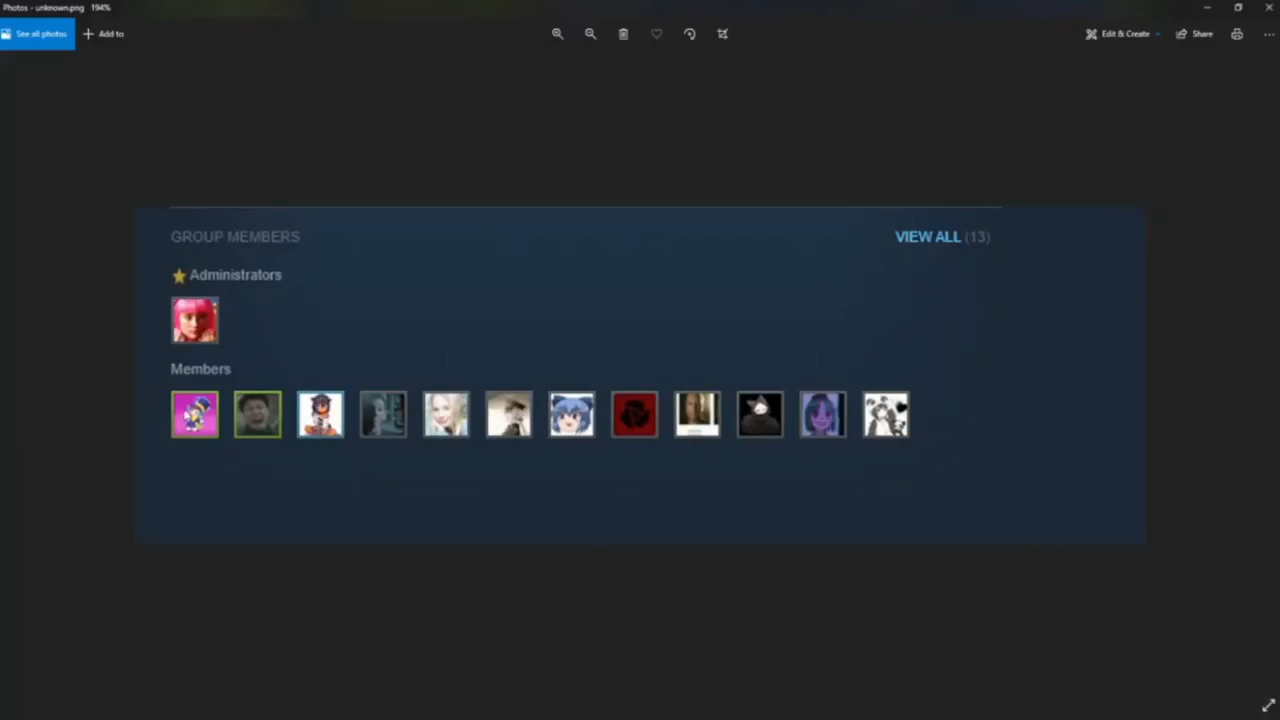 Photos - unknown.png 194%
See all photos
Add to
Edit & Create
Share
GROUP MEMBERS
VIEW ALL (13)
Administrators
Members